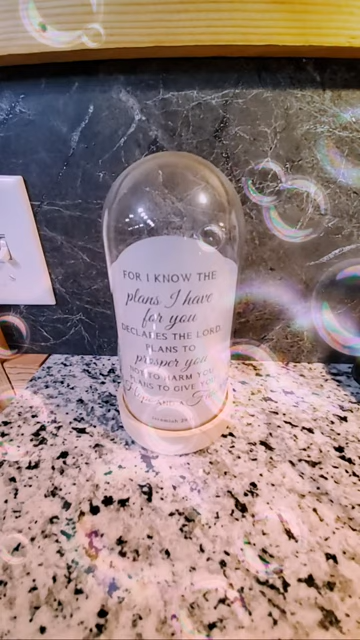 FOR I KNOW THE
plans I have
for you
DECLARES THE LORD,
PLANS TO
prosper you
NOT TO HARM YOU
PLANS TO GIVE YOU